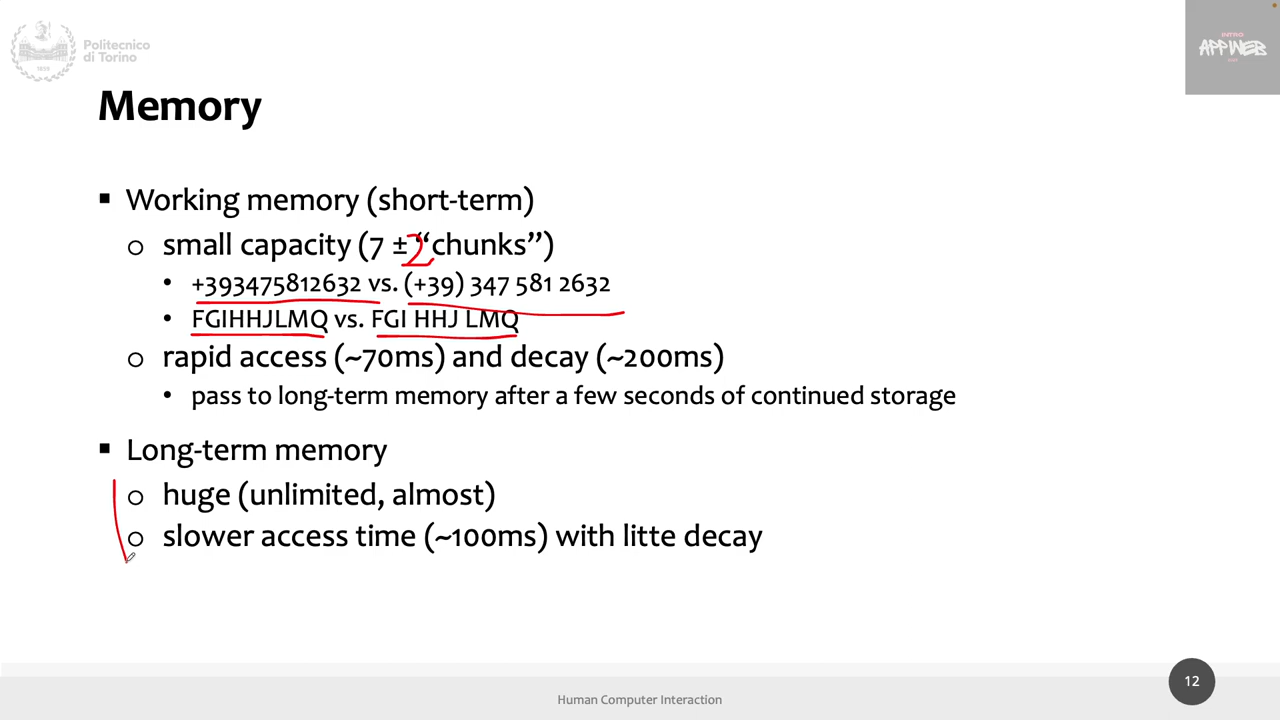 Politecnico
di Torino
INTRO
APPWEB
Memory
▪ Working memory (short-term)
o small capacity (7 ± 2 “chunks”)
• +393475812632 vs. (+39) 347 581 2632
• FGIHHJLMQ vs. FGI HHJ LMQ
o rapid access (~70ms) and decay (~200ms)
• pass to long-term memory after a few seconds of continued storage
▪ Long-term memory
o huge (unlimited, almost)
o slower access time (~100ms) with litte decay
12
Human Computer Interaction